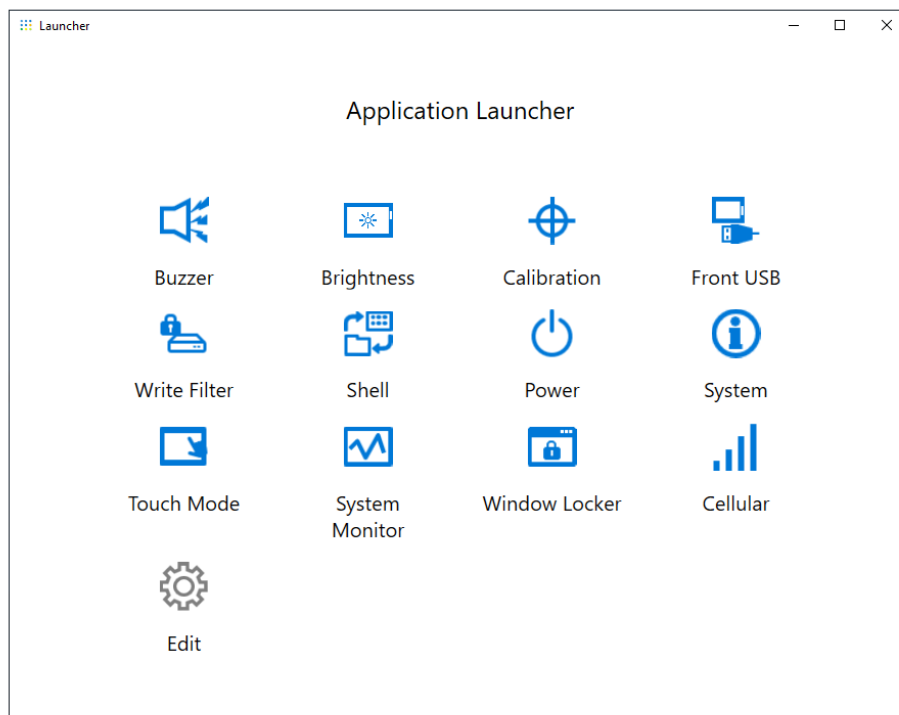 Launcher
Application Launcher
Buzzer
Brightness
Calibration
Front USB
Write Filter
Shell
Power
System
Touch Mode
System
Monitor
Window Locker
Cellular
Edit